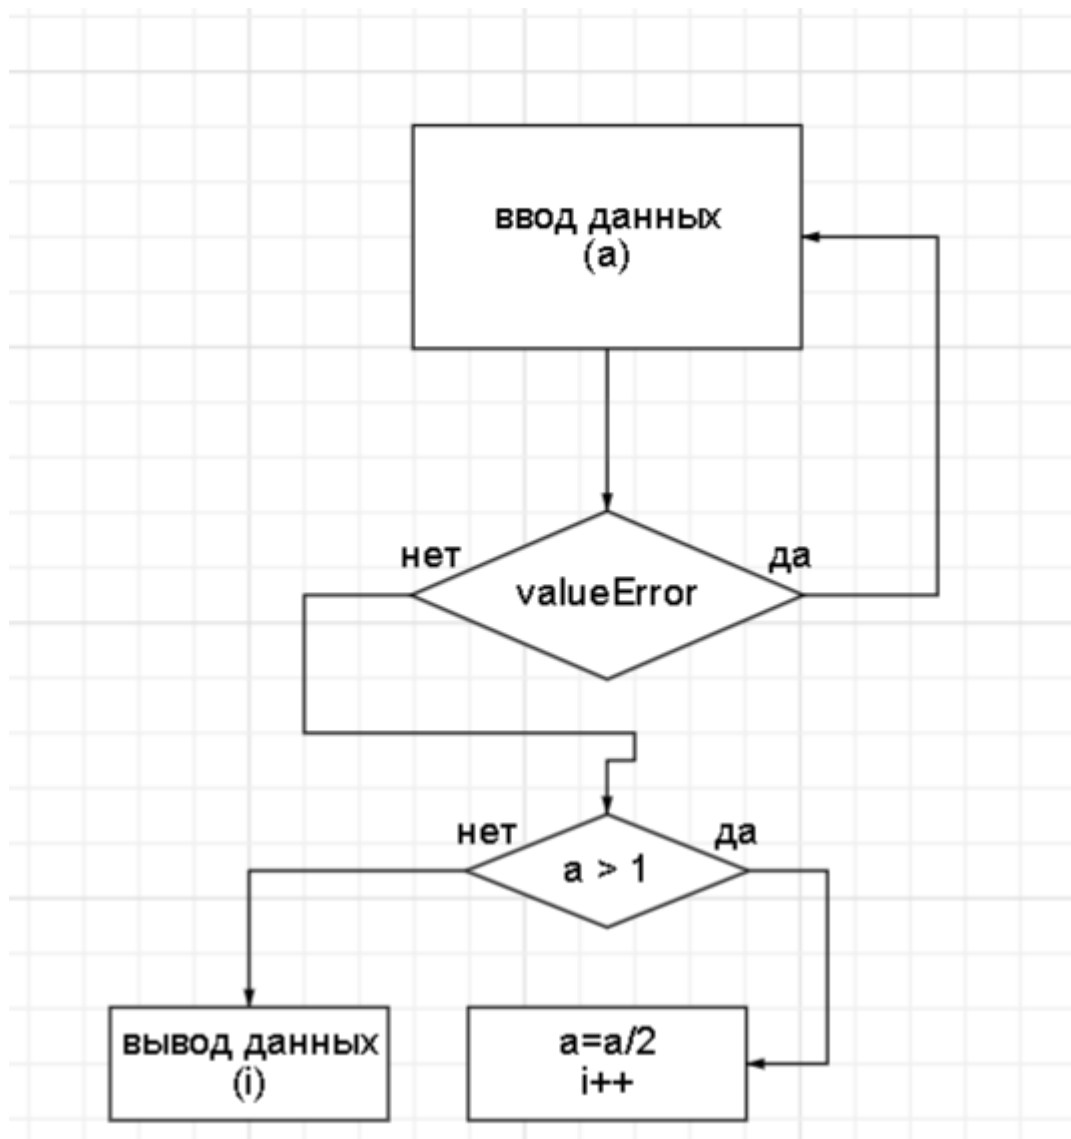 ввод данных
(а)
нет
да
valueError
нет
да
a > 1
вывод данных
(i)
a=a/2
i++